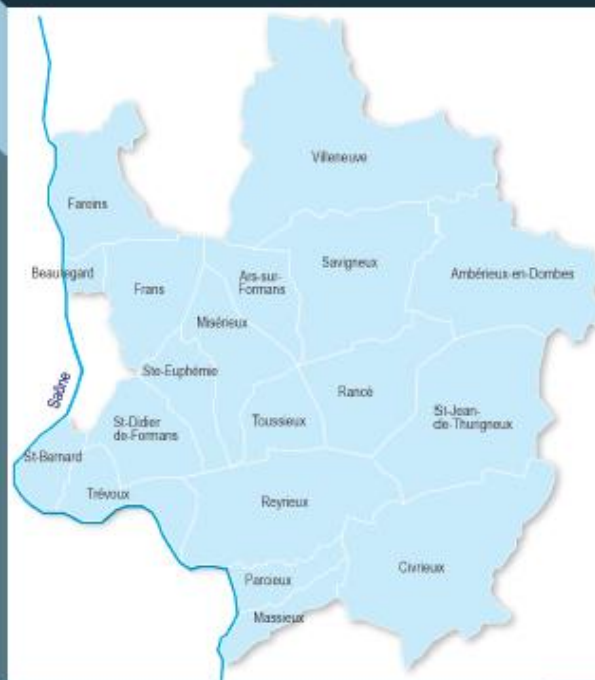 Villeneuve
Fareins
Beauregard
Frans
Ars-sur-
Formans
Savigneux
Ambérieux-en-Dombes
Misérieux
Ste-Euphémie
Saône
St-Didier
de-Formans
Toussieux
Rancé
St-Jean-
de-Thurigneux
St-Bernard
Trévoux
Reyrieux
Parcieux
Civrieux
Massieux